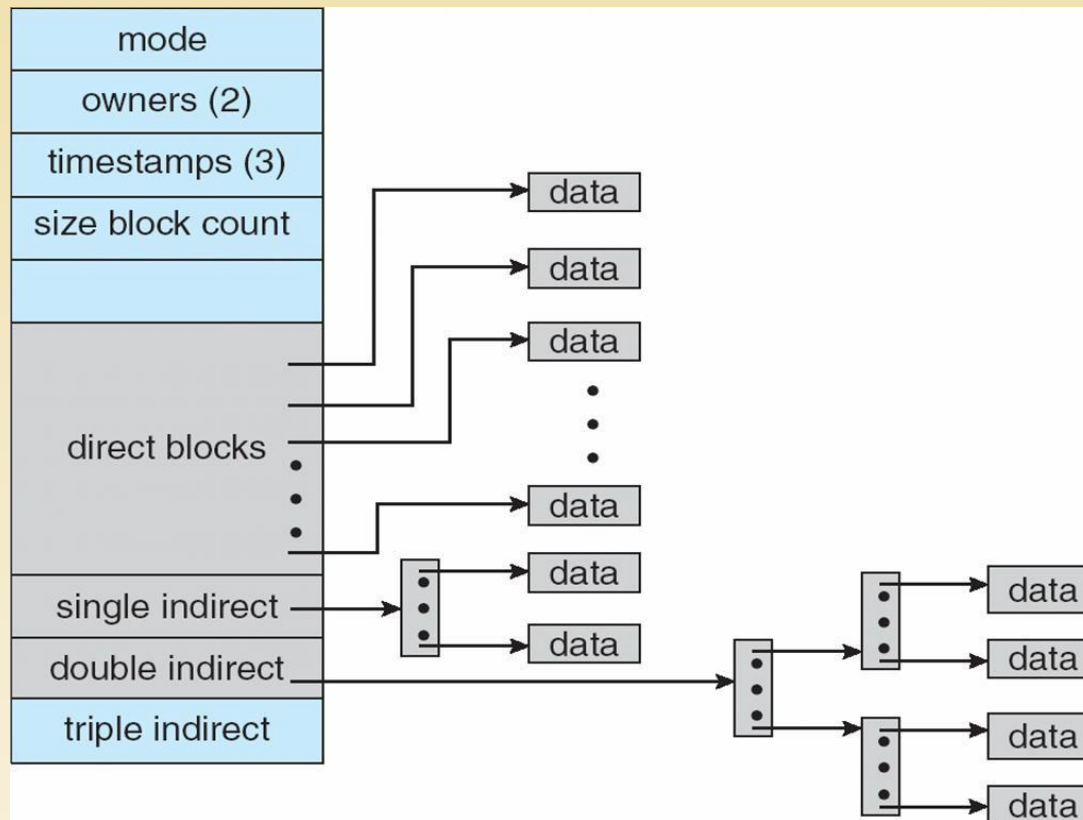 mode
owners (2)
timestamps (3)
size block count
direct blocks
single indirect
double indirect
triple indirect
data
data
data
data
data
data
data
data
data
data